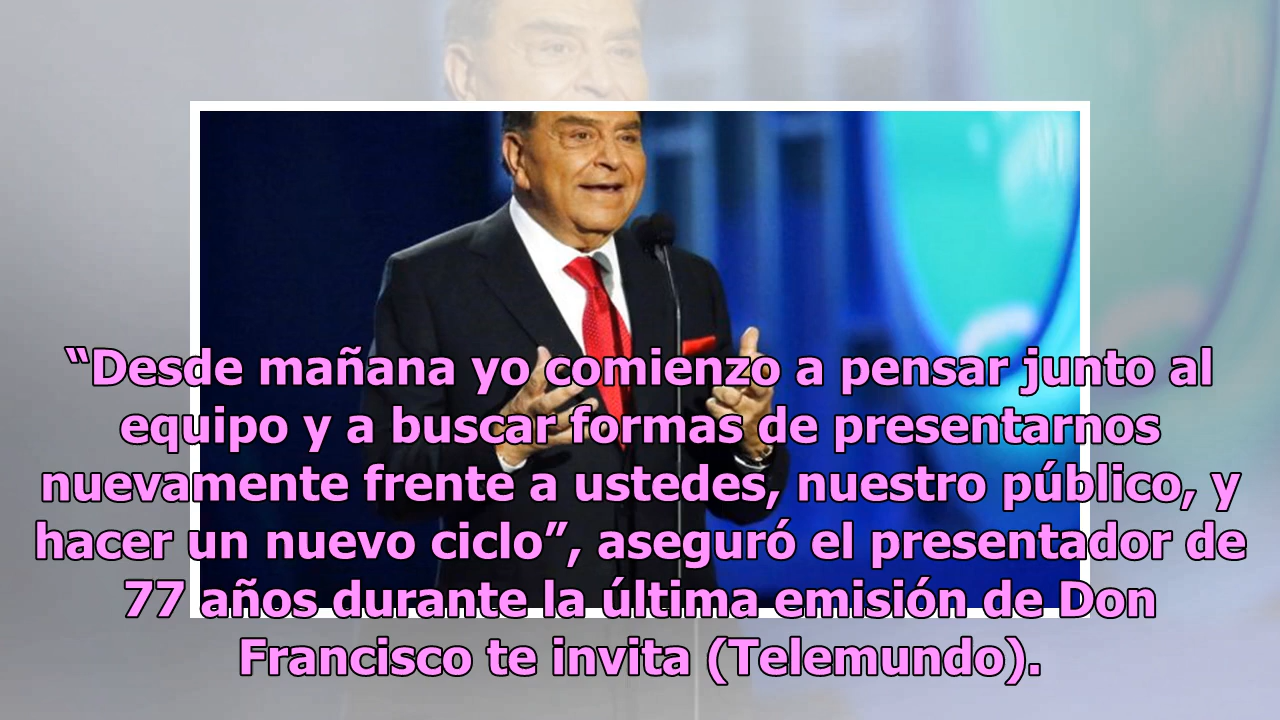 “Desde mañana yo comienzo a pensar junto al
equipo y a buscar formas de presentarnos
nuevamente frente a ustedes, nuestro público, y
hacer un nuevo ciclo”, aseguró el presentador de
77 años durante la última emisión de Don
Francisco te invita (Telemundo).